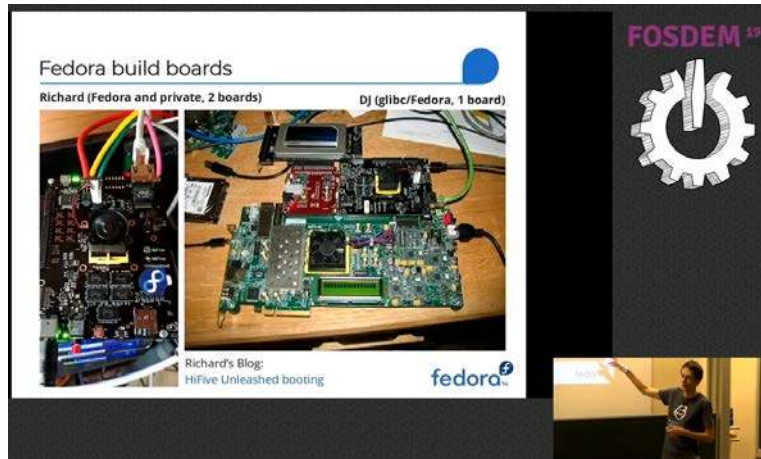 Fedora build boards
Richard (Fedora and private, 2 boards)
DJ (glibc/Fedora, 1 board)
Richard's Blog:
HiFive Unleashed booting
fedora
FOSDEM 19
fedora